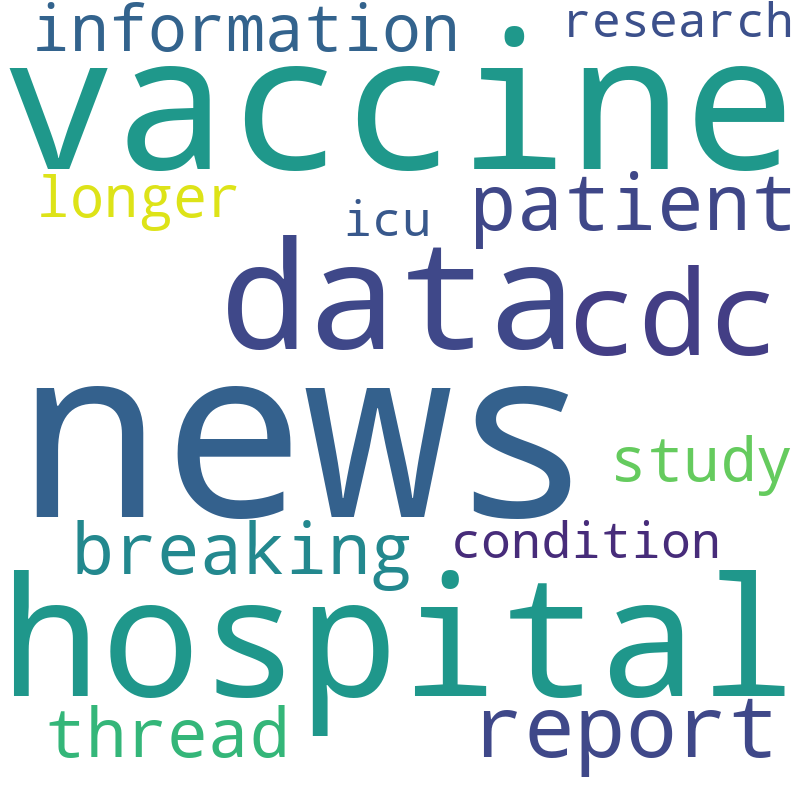 information research
vaccine
longer icu patient
data cdc
news
study
breaking condition
hospital
thread report